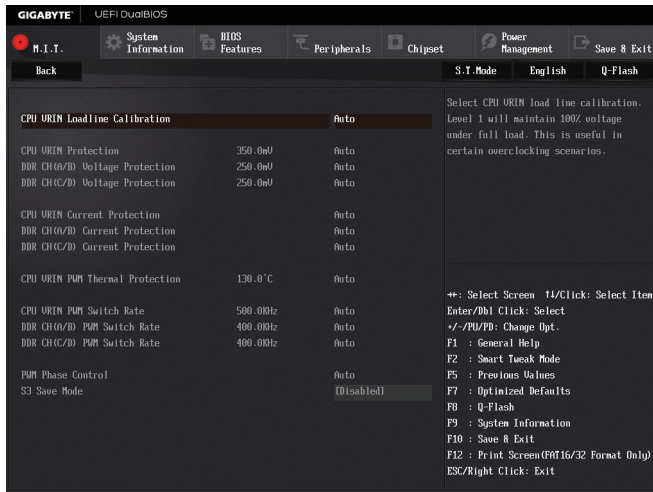 GIGABYTE™ UEFI DualBIOS
M.I.T. System Information BIOS Features Peripherals Chipset Power Management Save & Exit
Back S.T.Mode English Q-Flash
CPU VRIN Loadline Calibration Auto
CPU VRIN Protection 350.0mV Auto
DDR CH(A/B) Voltage Protection 250.0mV Auto
DDR CH(C/D) Voltage Protection 250.0mV Auto
CPU VRIN Current Protection Auto
DDR CH(A/B) Current Protection Auto
DDR CH(C/D) Current Protection Auto
CPU VRIN PWM Thermal Protection 130.0°C Auto
CPU VRIN PWM Switch Rate 500.0KHz Auto
DDR CH(A/B) PWM Switch Rate 400.0KHz Auto
DDR CH(C/D) PWM Switch Rate 400.0KHz Auto
PWM Phase Control Auto
S3 Save Mode [Disabled]
Select CPU VRIN load line calibration.
Level 1 will maintain 100% voltage
under full load. This is useful in
certain overclocking scenarios.
→←: Select Screen ↑↓/Click: Select Item
Enter/Dbl Click: Select
+/-/PU/PD: Change Opt.
F1 : General Help
F2 : Smart Tweak Mode
F5 : Previous Values
F7 : Optimized Defaults
F8 : Q-Flash
F9 : System Information
F10 : Save & Exit
F12 : Print Screen(FAT16/32 Format Only)
ESC/Right Click: Exit